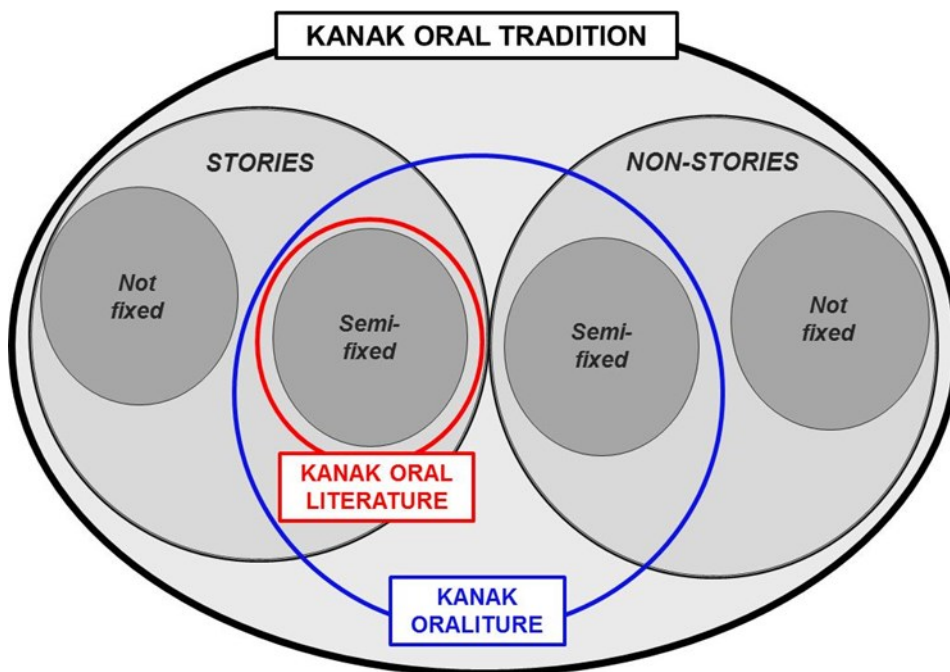 KANAK ORAL TRADITION
STORIES
NON-STORIES
Not
fixed
Semi-
fixed
Semi-
fixed
Not
fixed
KANAK ORAL
LITERATURE
KANAK
ORALITURE